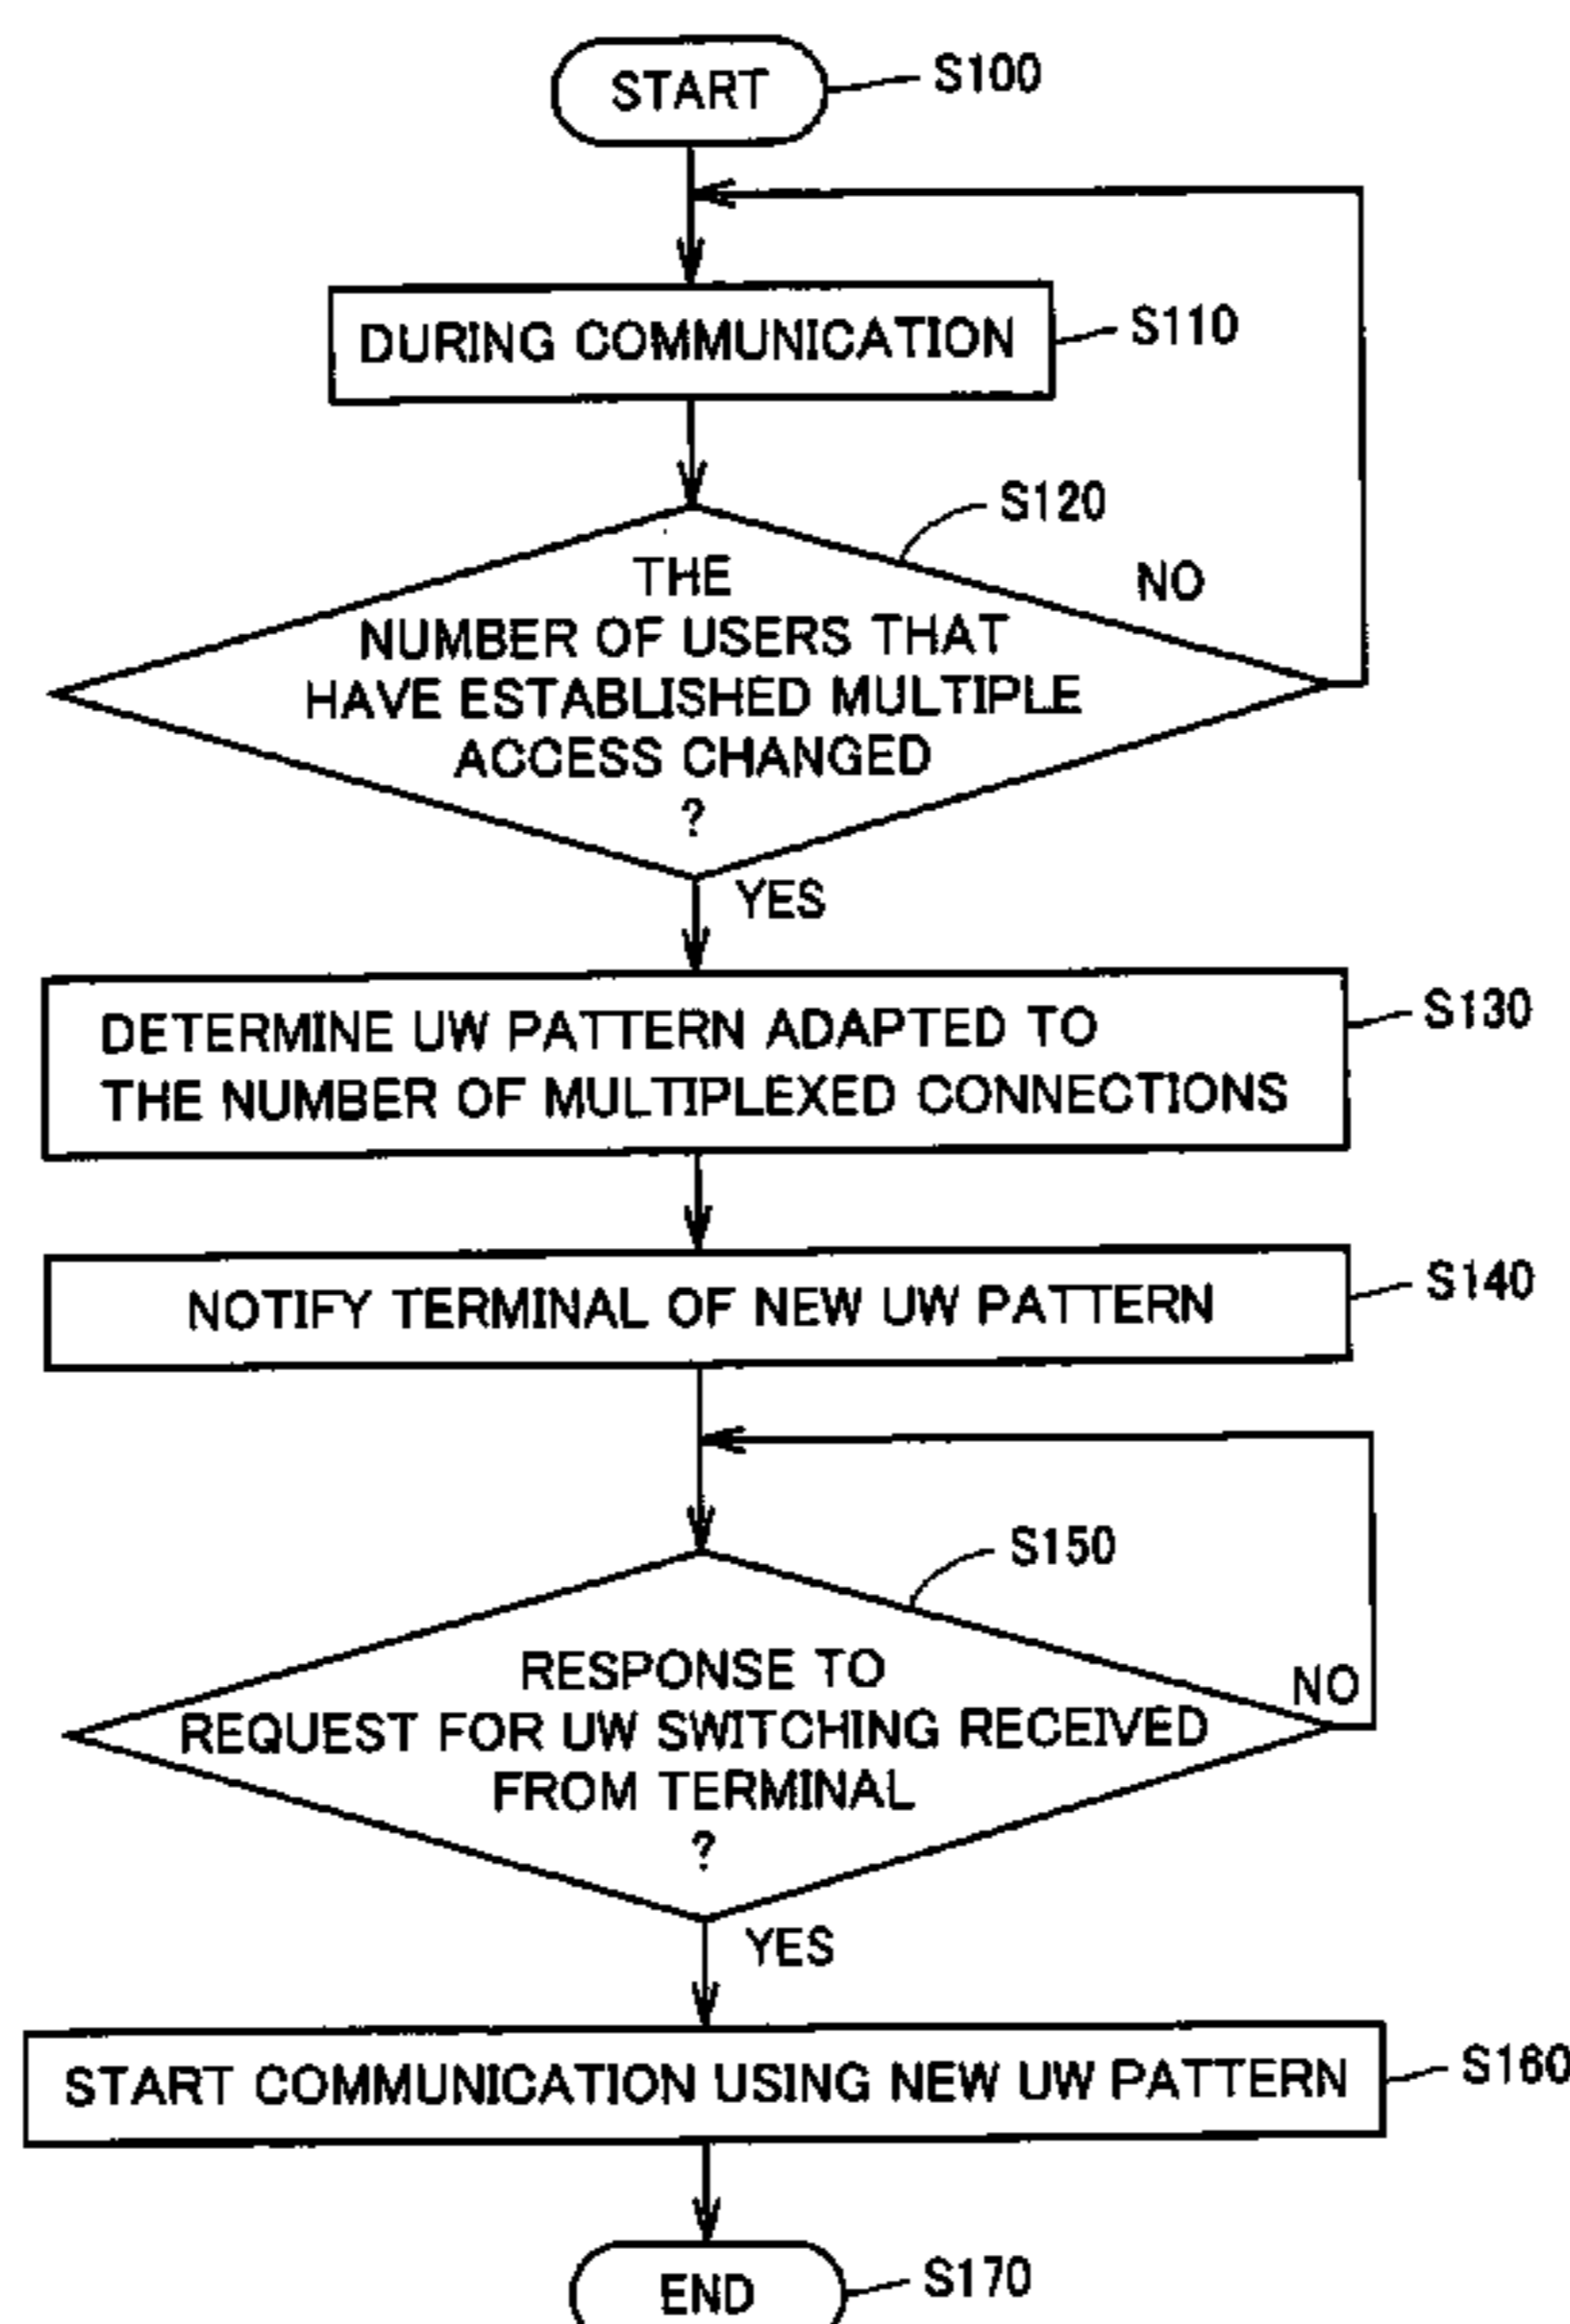 START
S100
DURING COMMUNICATION
S110
S120
THE
NUMBER OF USERS THAT
HAVE ESTABLISHED MULTIPLE
ACCESS CHANGED
?
NO
YES
DETERMINE UW PATTERN ADAPTED TO
THE NUMBER OF MULTIPLEXED CONNECTIONS
S130
NOTIFY TERMINAL OF NEW UW PATTERN
S140
S150
RESPONSE TO
REQUEST FOR UW SWITCHING RECEIVED
FROM TERMINAL
?
NO
YES
START COMMUNICATION USING NEW UW PATTERN
S160
END
S170